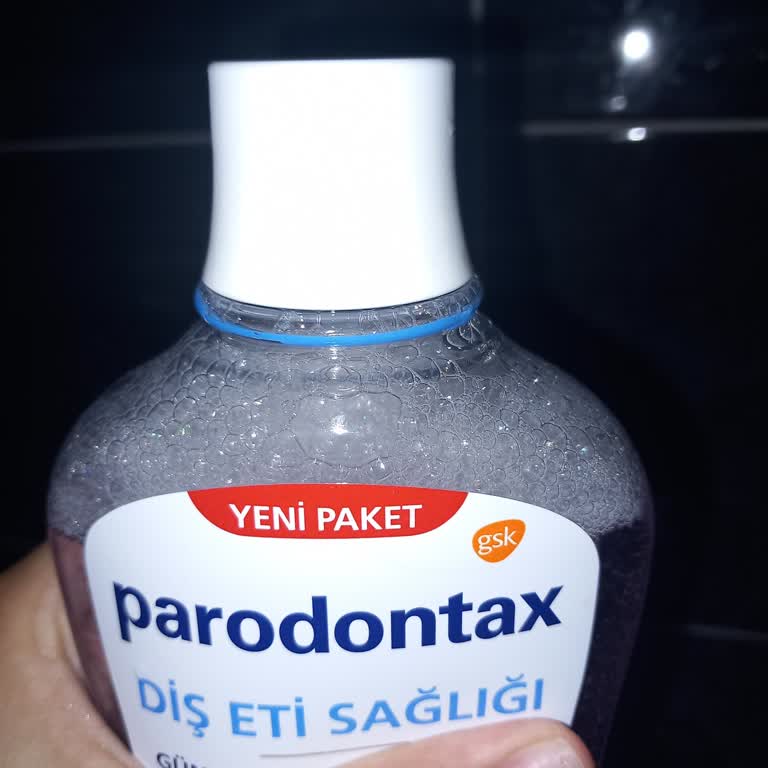 YENİ PAKET
gsk
parodontax
DİŞ ETİ SAĞLIĞI